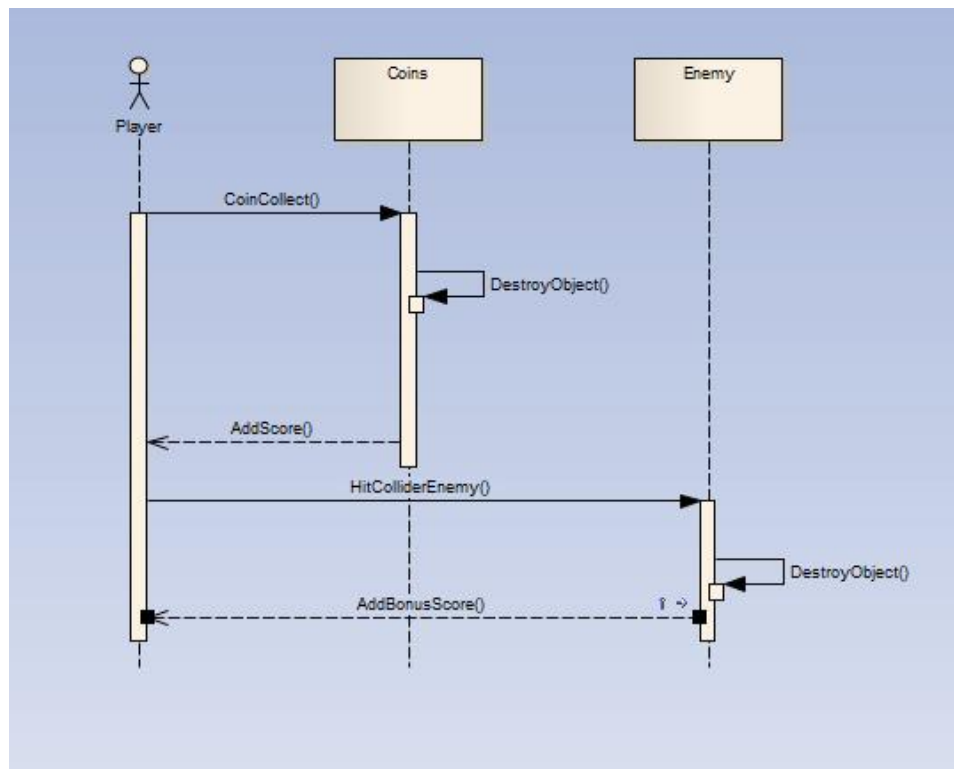 Coins
Enemy
Player
CoinCollect()
DestroyObject()
AddScore()
HitColliderEnemy()
DestroyObject()
AddBonusScore()